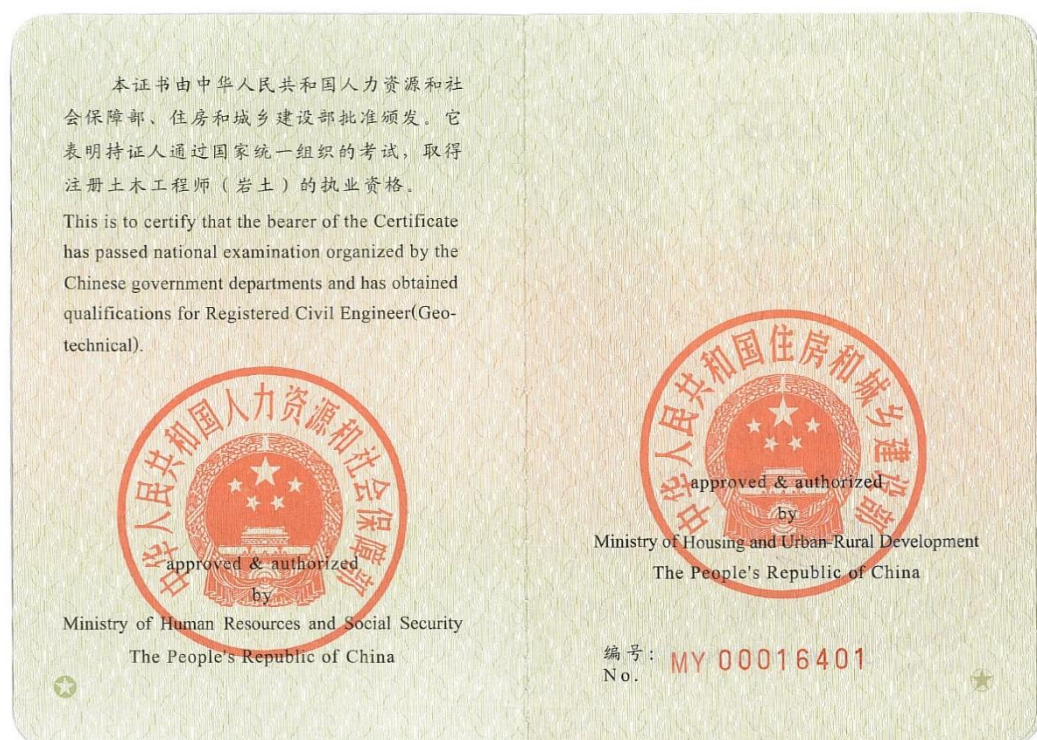 本证书由中华人民共和国人力资源和社
会保障部、住房和城乡建设部批准颁发。它
表明持证人通过国家统一组织的考试，取得
注册土木工程师（岩土）的执业资格。
This is to certify that the bearer of the Certificate
has passed national examination organized by the
Chinese government departments and has obtained
qualifications for Registered Civil Engineer(Geo-
technical).
中华人民共和国人力资源和社会保障部
approved & authorized
by
Ministry of Human Resources and Social Security
The People's Republic of China
中华人民共和国住房和城乡建设部
approved & authorized
by
Ministry of Housing and Urban-Rural Development
The People's Republic of China
编号： MY 00016401
No.